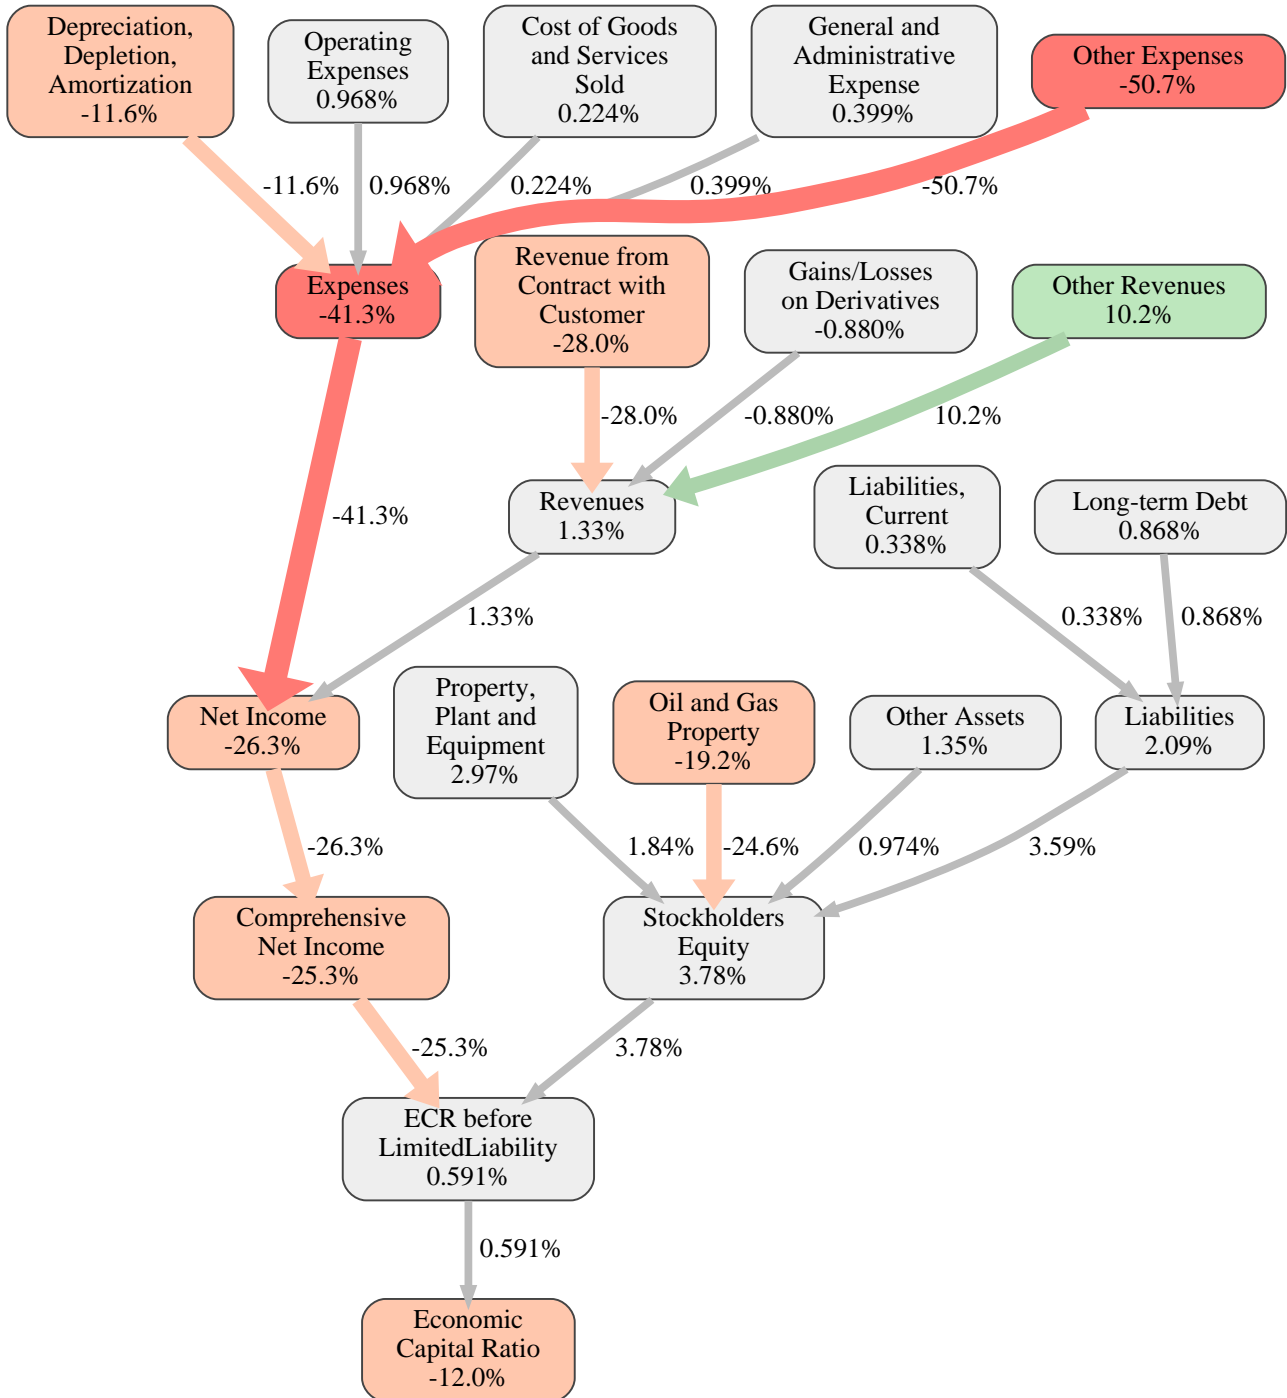 Depreciation,
Depletion,
Amortization
-11.6%
Operating
Expenses
0.968%
Cost of Goods
and Services
Sold
0.224%
General and
Administrative
Expense
0.399%
Other Expenses
-50.7%
-11.6%
0.968%
0.224%
0.399%
-50.7%
Expenses
-41.3%
Revenue from
Contract with
Customer
-28.0%
Gains/Losses
on Derivatives
-0.880%
Other Revenues
10.2%
-28.0%
-0.880%
10.2%
-41.3%
Revenues
1.33%
Liabilities,
Current
0.338%
Long-term Debt
0.868%
1.33%
0.338%
0.868%
Net Income
-26.3%
Property,
Plant and
Equipment
2.97%
Oil and Gas
Property
-19.2%
Other Assets
1.35%
Liabilities
2.09%
-26.3%
1.84%
-24.6%
0.974%
3.59%
Comprehensive
Net Income
-25.3%
Stockholders
Equity
3.78%
-25.3%
3.78%
ECR before
LimitedLiability
0.591%
0.591%
Economic
Capital Ratio
-12.0%